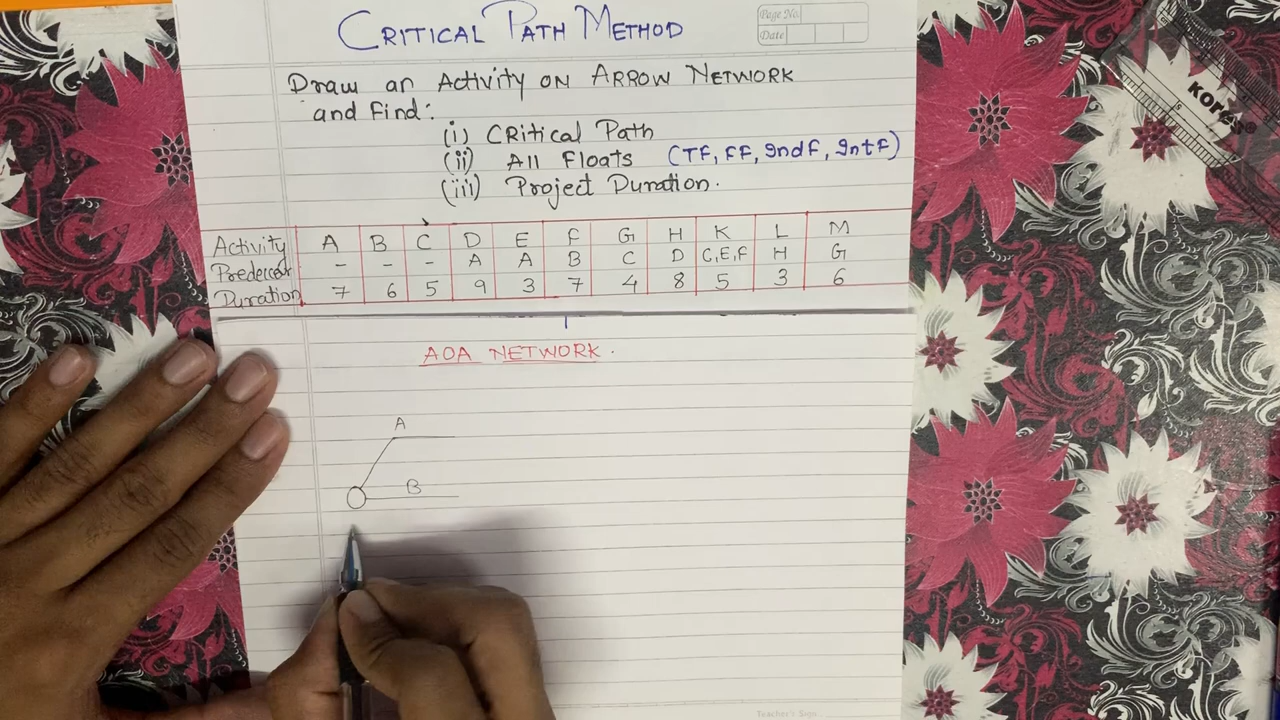 CRITICAL PATH METHOD
Page No.
Date
Draw an Activity ON ARROW NETWORK
and Find:
(i) CRitical Path
(ii) All Floats (TF, FF, IndF, IntF)
(iii) Project Duration.
Activity A B C D E F G H K L M
Predecessor - - - A A B C D C,E,F H G
Duration 7 6 5 9 3 7 4 8 5 3 6
AOA NETWORK.
A
B
Teacher's Sign.
kores